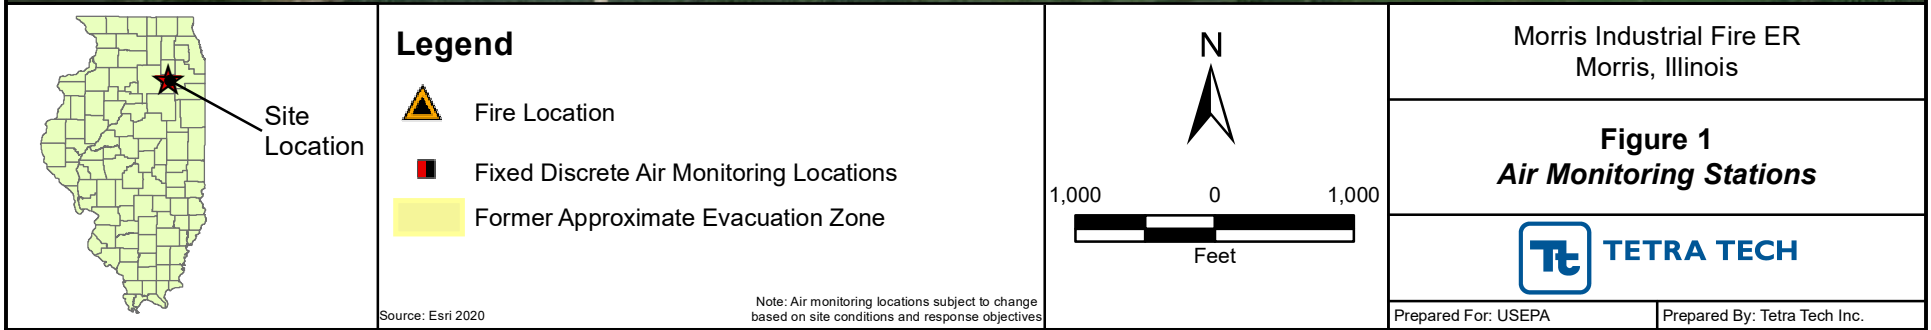 Site
Location
Legend
Fire Location
Fixed Discrete Air Monitoring Locations
Former Approximate Evacuation Zone
Source: Esri 2020
Note: Air monitoring locations subject to change
based on site conditions and response objectives
N
1,000 0 1,000
Feet
Morris Industrial Fire ER
Morris, Illinois
Figure 1
Air Monitoring Stations
Tt TETRA TECH
Prepared For: USEPA
Prepared By: Tetra Tech Inc.